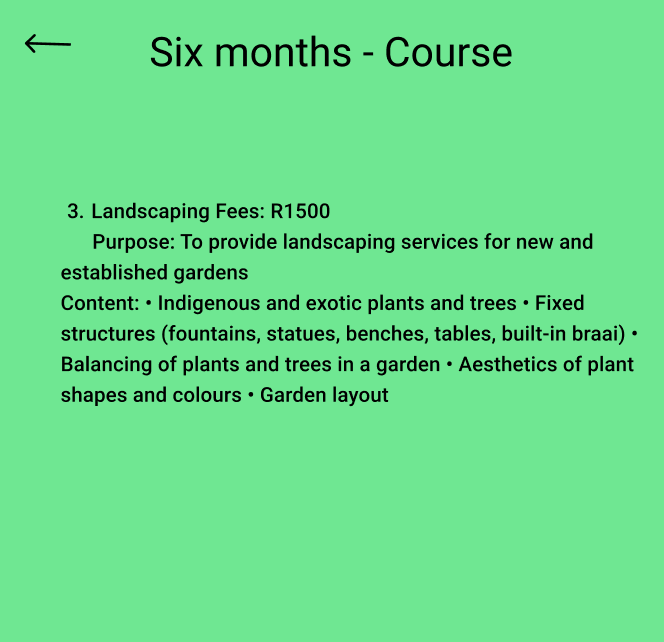 Six months - Course
3. Landscaping Fees: R1500
Purpose: To provide landscaping services for new and
established gardens
Content: • Indigenous and exotic plants and trees • Fixed
structures (fountains, statues, benches, tables, built-in braai) •
Balancing of plants and trees in a garden • Aesthetics of plant
shapes and colours • Garden layout